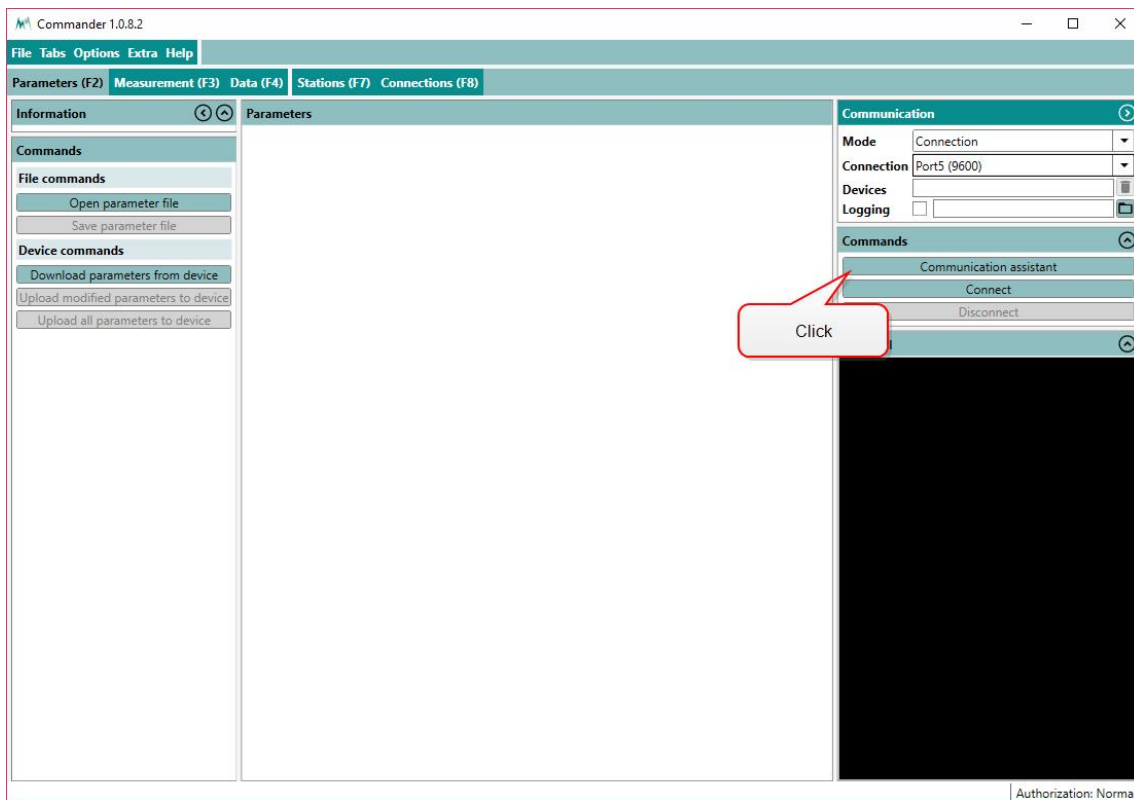 Commander 1.0.8.2
File Tabs Options Extra Help
Parameters (F2) Measurement (F3) Data (F4) Stations (F7) Connections (F8)
Information
Commands
File commands
Open parameter file
Save parameter file
Device commands
Download parameters from device
Upload modified parameters to device
Upload all parameters to device
Parameters
Communication
Mode Connection
Connection Port5 (9600)
Devices
Logging
Commands
Communication assistant
Connect
Disconnect
Click
Authorization: Norma